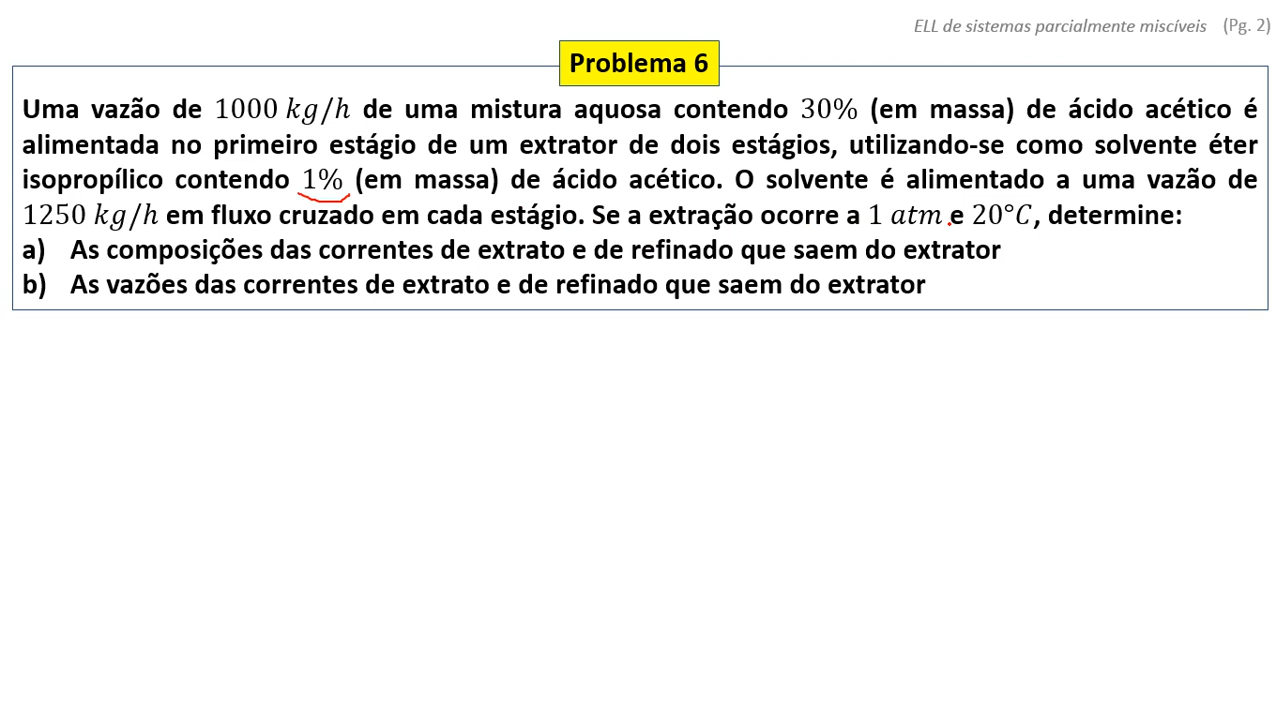 ELL de sistemas parcialmente miscíveis (Pg. 2)
Problema 6
Uma vazão de 1000 kg/h de uma mistura aquosa contendo 30% (em massa) de ácido acético é
alimentada no primeiro estágio de um extrator de dois estágios, utilizando-se como solvente éter
isopropílico contendo 1% (em massa) de ácido acético. O solvente é alimentado a uma vazão de
1250 kg/h em fluxo cruzado em cada estágio. Se a extração ocorre a 1 atm e 20°C, determine:
a) As composições das correntes de extrato e de refinado que saem do extrator
b) As vazões das correntes de extrato e de refinado que saem do extrator